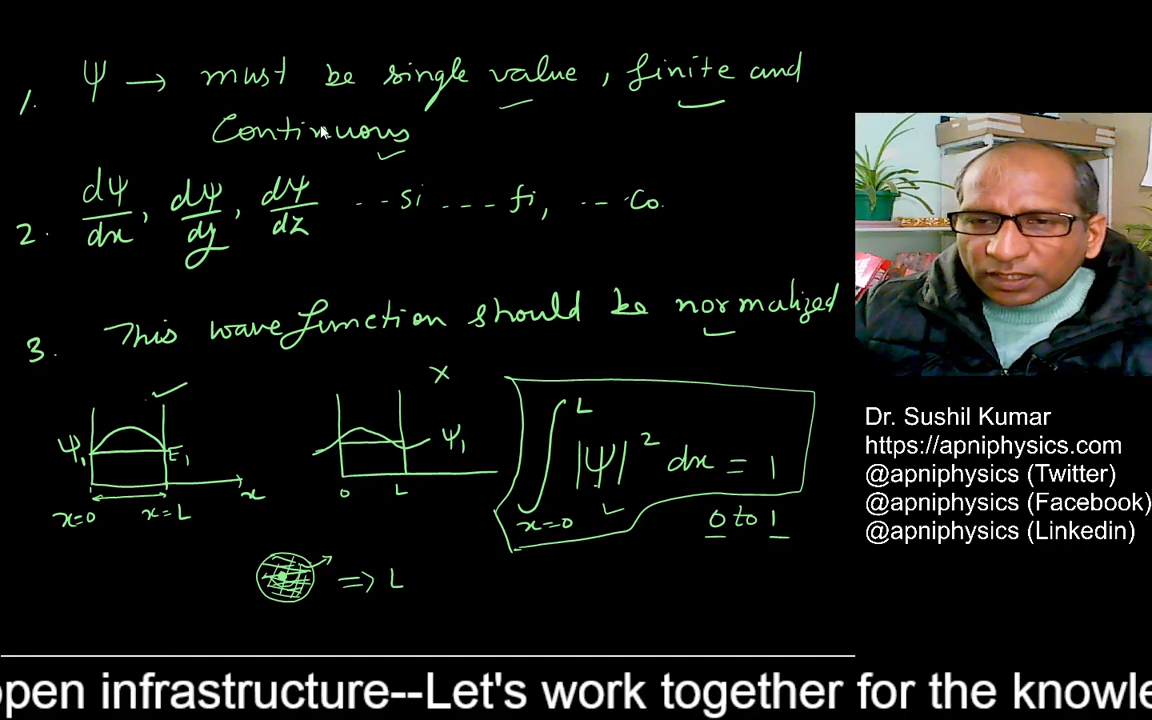 1. Ψ → must be single value, finite and
Continuous
2. dψ/dx, dψ/dy, dψ/dz ...si ---fi, ...Co.
3. This wavefunction should be normalized
x
Ψ₁ E₁ x
x=0 x=L
Ψ₁
0 L
∫ₓ₌₀ᴸ |Ψ|² dx = 1
0 to 1
=> L
Dr. Sushil Kumar
https://apniphysics.com
@apniphysics (Twitter)
@apniphysics (Facebook)
@apniphysics (Linkedin)
open infrastructure--Let's work together for the knowle